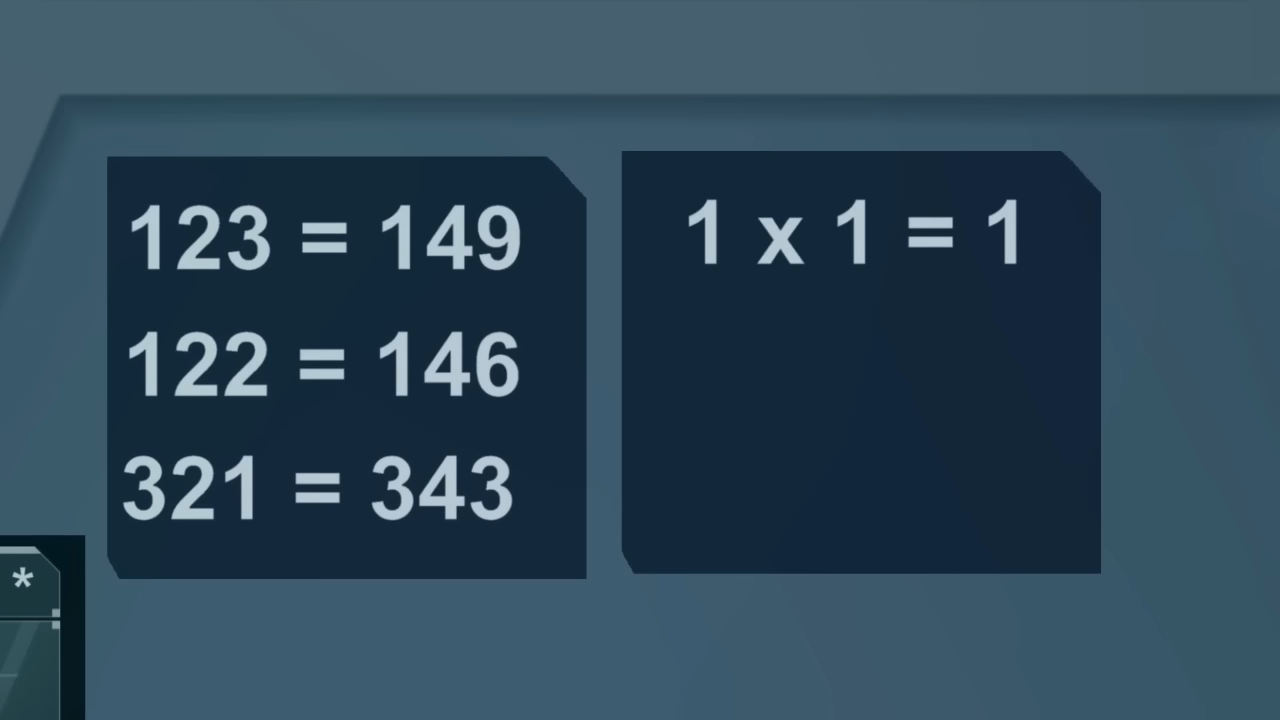 123 = 149
122 = 146
321 = 343
1 x 1 = 1
*